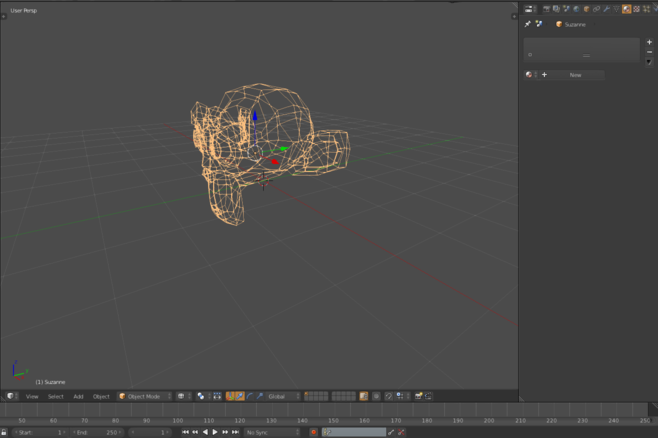 User Persp
Suzanne
New
(1) Suzanne
View Select Add Object Object Mode Global
50 60 70 80 90 100 110 120 130 140 150 160 170 180 190 200 210 220 230 240 250
Start: 1 End: 250 1 No Sync